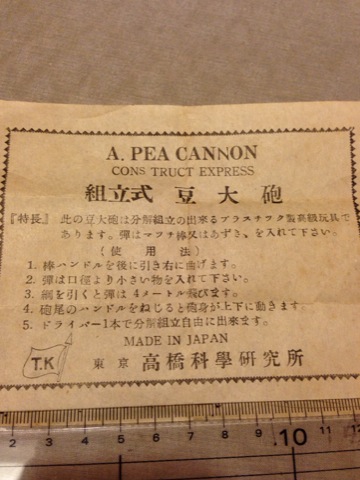 A. PEA CANNON
CONS TRUCT EXPRESS
組立式 豆大砲
『特長』 此の豆大砲は分解組立の出来るプラスチック製高級玩具で
あります。彈はマツチ棒又はあずき、を入れて下さい。
(使用法)
1. 棒ハンドルを後に引き右に曲げます。
2. 彈は口徑より小さい物を入れて下さい。
3. 綱を引くと彈は 4メートル飛びます。
4. 砲尾のハンドルをねじると砲身が上下に動きます.
5. ドライバー1本で分解組立自由に出來ます。
MADE IN JAPAN
T.K 東京 高橋科學研究所
2 3 4 5 6 7 8 9 10 1